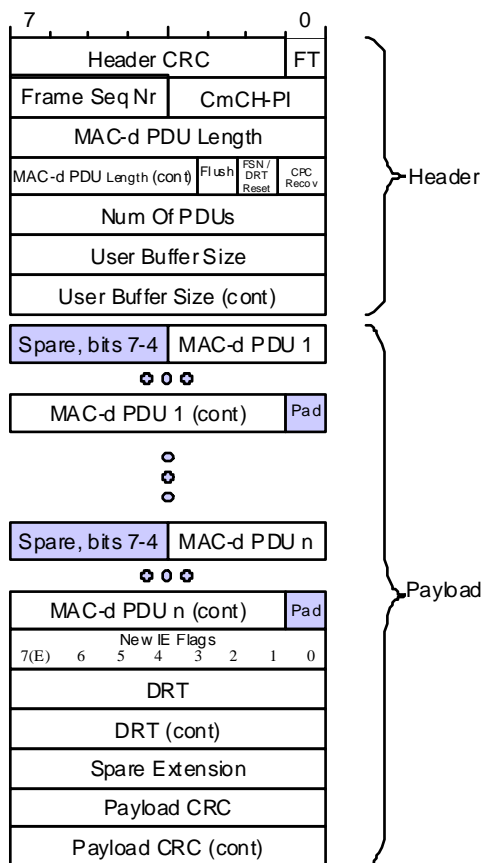 7 0
Header CRC FT
Frame Seq Nr CmCH-PI
MAC-d PDU Length
MAC-d PDU Length (cont) Flush FSN / DRT Reset CPC Recov
Num Of PDUs
User Buffer Size
User Buffer Size (cont)
Header
Spare, bits 7-4 MAC-d PDU 1
MAC-d PDU 1 (cont) Pad
Spare, bits 7-4 MAC-d PDU n
MAC-d PDU n (cont) Pad
Payload
New IE Flags
7(E) 6 5 4 3 2 1 0
DRT
DRT (cont)
Spare Extension
Payload CRC
Payload CRC (cont)